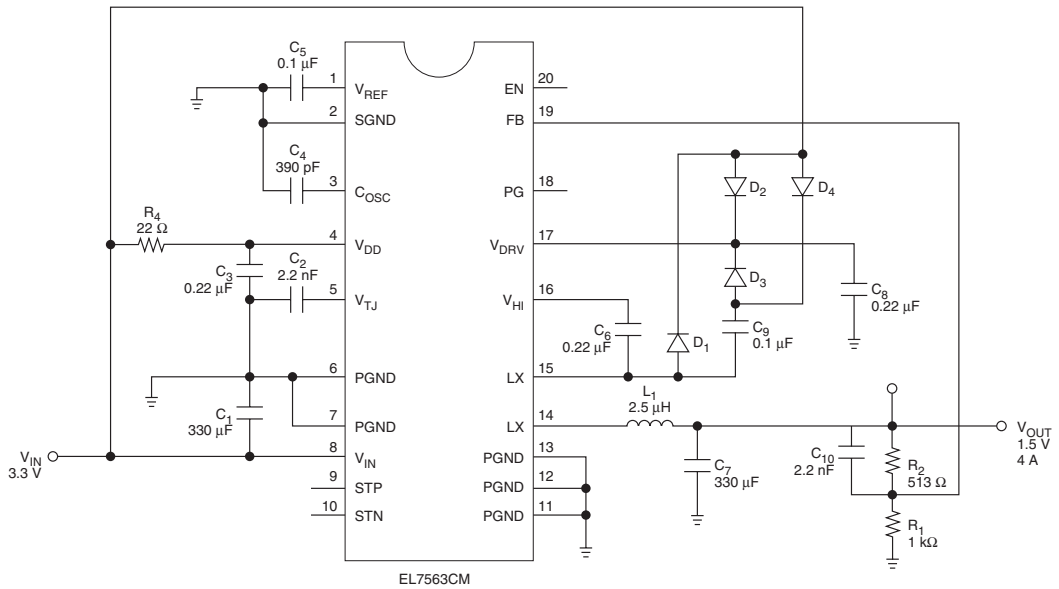 C5
0.1 μF
1
VREF
2
SGND
C4
390 pF
3
COSC
R4
22 Ω
4
VDD
C3
0.22 μF
C2
2.2 nF
5
VTJ
6
PGND
C1
330 μF
7
PGND
VIN
3.3 V
8
VIN
9
STP
10
STN
EN
20
FB
19
PG
18
D2
D4
VDRV
17
D3
C8
0.22 μF
VHI
16
C6
0.22 μF
D1
C9
0.1 μF
LX
15
L1
2.5 μH
LX
14
VOUT
1.5 V
4 A
C7
330 μF
C10
2.2 nF
R2
513 Ω
R1
1 kΩ
PGND
13
PGND
12
PGND
11
EL7563CM